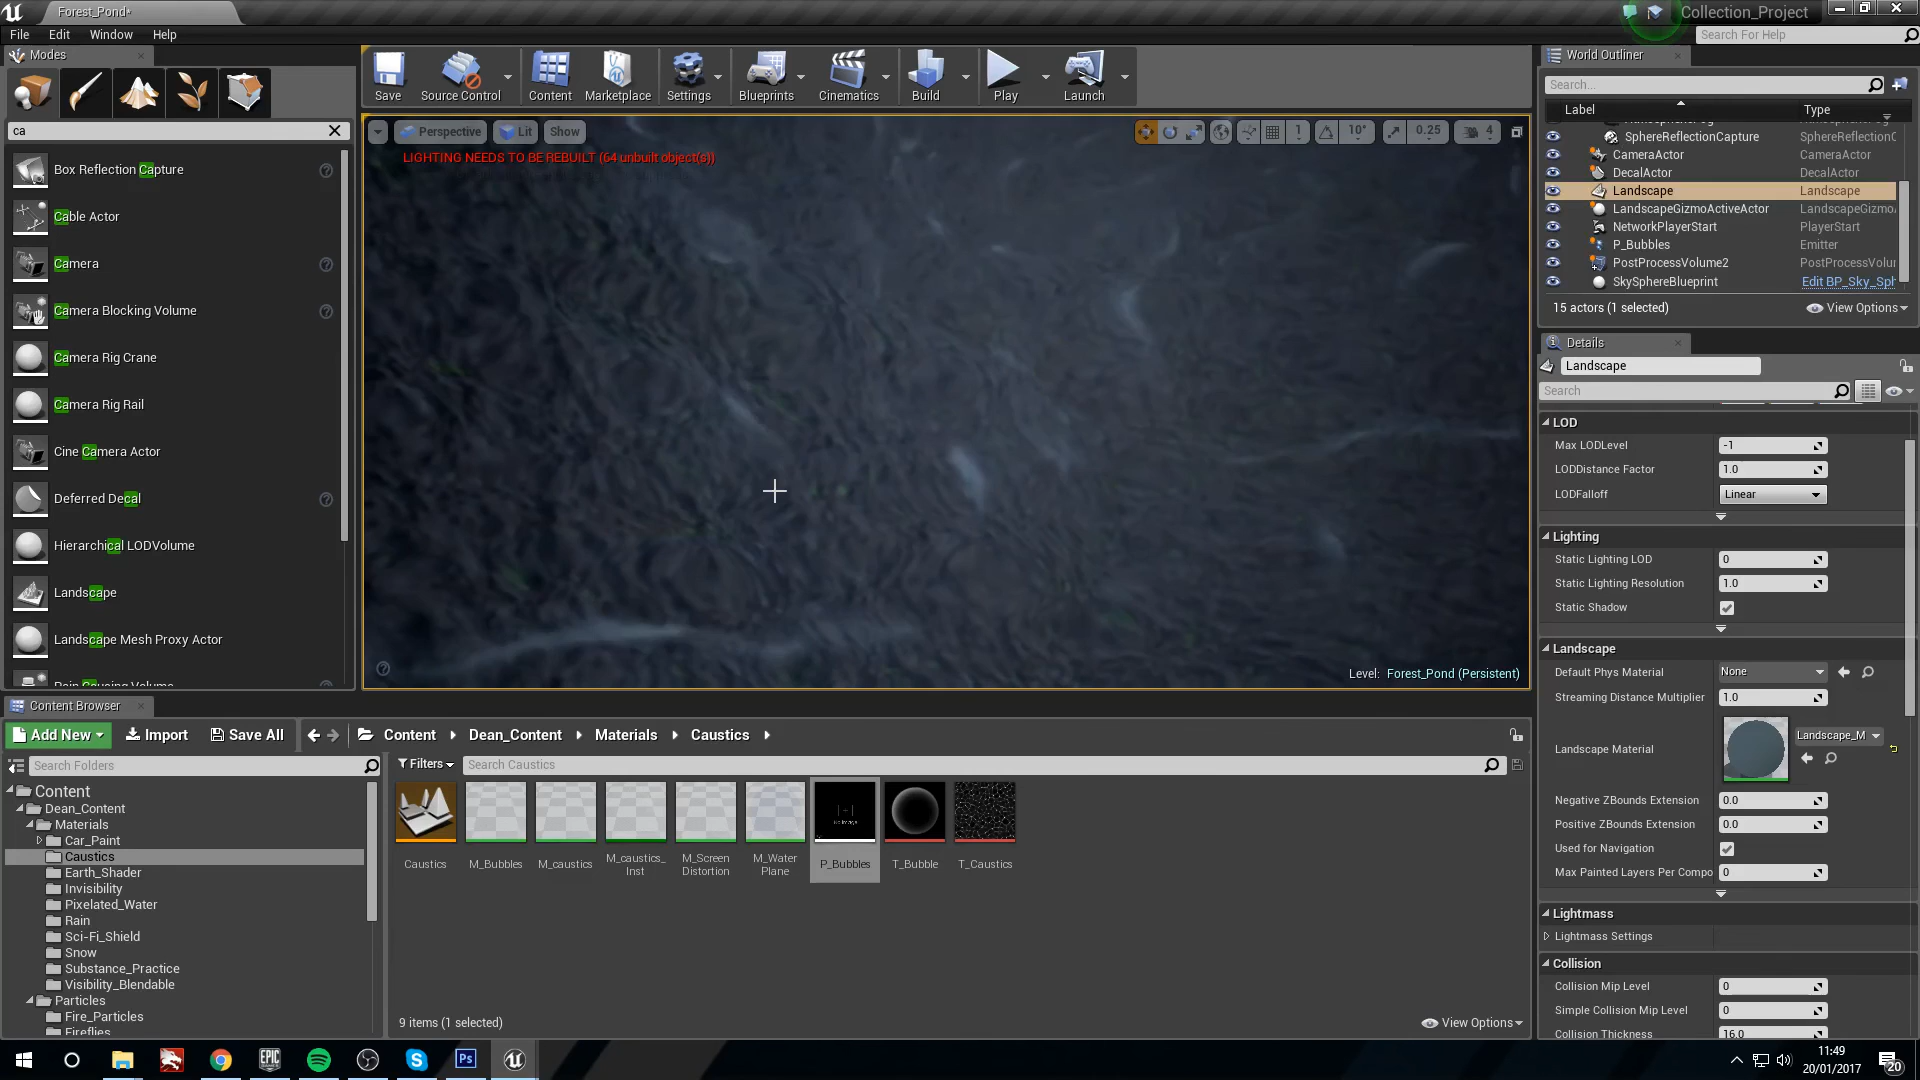 Forest_Pond*
Collection_Project
File Edit Window Help
Search For Help
Modes
ca
Box Reflection Capture
Cable Actor
Camera
Camera Blocking Volume
Camera Rig Crane
Camera Rig Rail
Cine Camera Actor
Deferred Decal
Hierarchical LODVolume
Landscape
Landscape Mesh Proxy Actor
Save Source Control Content Marketplace Settings Blueprints Cinematics Build Play Launch
Perspective Lit Show
1 10° 0.25 4
LIGHTING NEEDS TO BE REBUILT (64 unbuilt object(s))
Level: Forest_Pond (Persistent)
World Outliner
Search...
Label Type
SphereReflectionCapture SphereReflectionC
CameraActor CameraActor
DecalActor DecalActor
Landscape Landscape
LandscapeGizmoActiveActor LandscapeGizmo
NetworkPlayerStart PlayerStart
P_Bubbles Emitter
PostProcessVolume2 PostProcessVolu
SkySphereBlueprint Edit BP_Sky_Sph
15 actors (1 selected) View Options
Details
Landscape
Search
LOD
Max LODLevel -1
LODDistance Factor 1.0
LODFalloff Linear
Lighting
Static Lighting LOD 0
Static Lighting Resolution 1.0
Static Shadow
Landscape
Default Phys Material None
Streaming Distance Multiplier 1.0
Landscape Material Landscape_M
Negative ZBounds Extension 0.0
Positive ZBounds Extension 0.0
Used for Navigation
Max Painted Layers Per Compo 0
Lightmass
Lightmass Settings
Collision
Collision Mip Level 0
Simple Collision Mip Level 0
Collision Thickness 16.0
Content Browser
Add New Import Save All Content Dean_Content Materials Caustics
Search Folders
Filters Search Caustics
Content
Dean_Content
Materials
Car_Paint
Caustics
Earth_Shader
Invisibility
Pixelated_Water
Rain
Sci-Fi_Shield
Snow
Substance_Practice
Visibility_Blendable
Particles
Fire_Particles
Fireflies
Caustics M_Bubbles M_caustics M_caustics_ M_Screen M_Water P_Bubbles T_Bubble T_Caustics
Inst Distortion Plane
9 items (1 selected) View Options
EPIC
Ps
11:49
20/01/2017
20